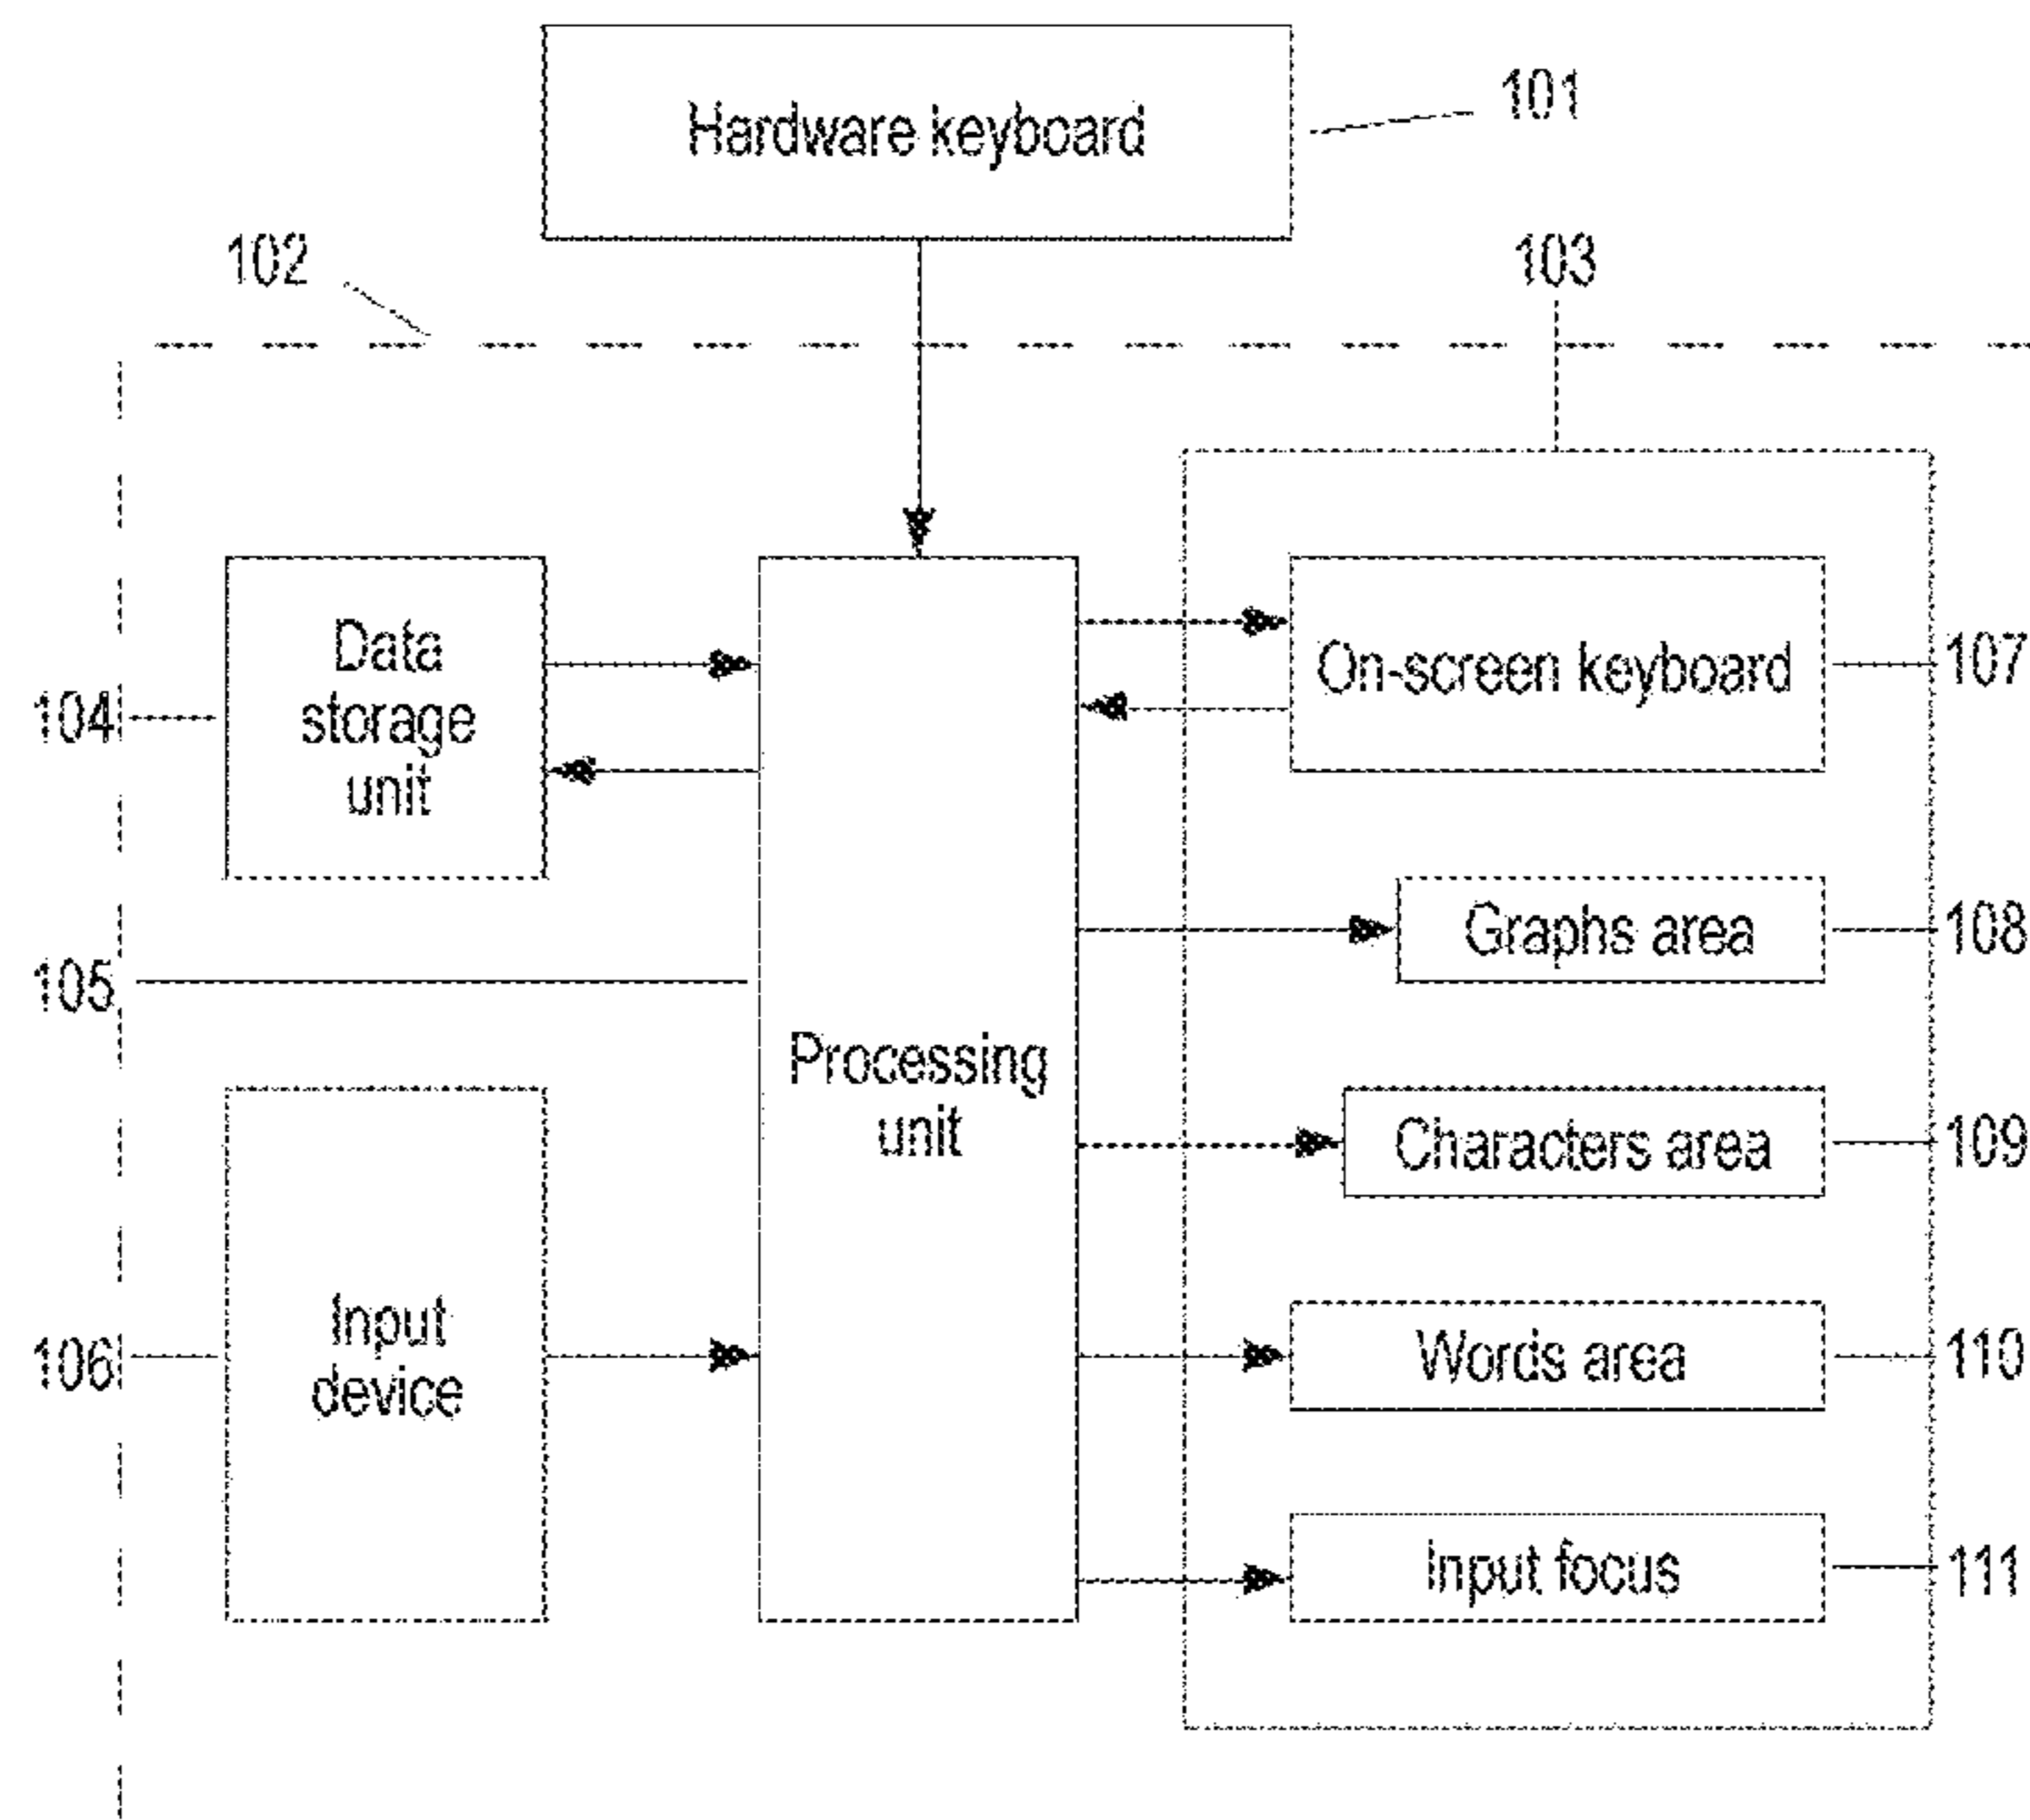 Hardware keyboard
101
102
103
Data
storage
unit
104
On-screen keyboard
107
Graphs area
108
105
Processing
unit
Characters area
109
Input
device
106
Words area
110
Input focus
111